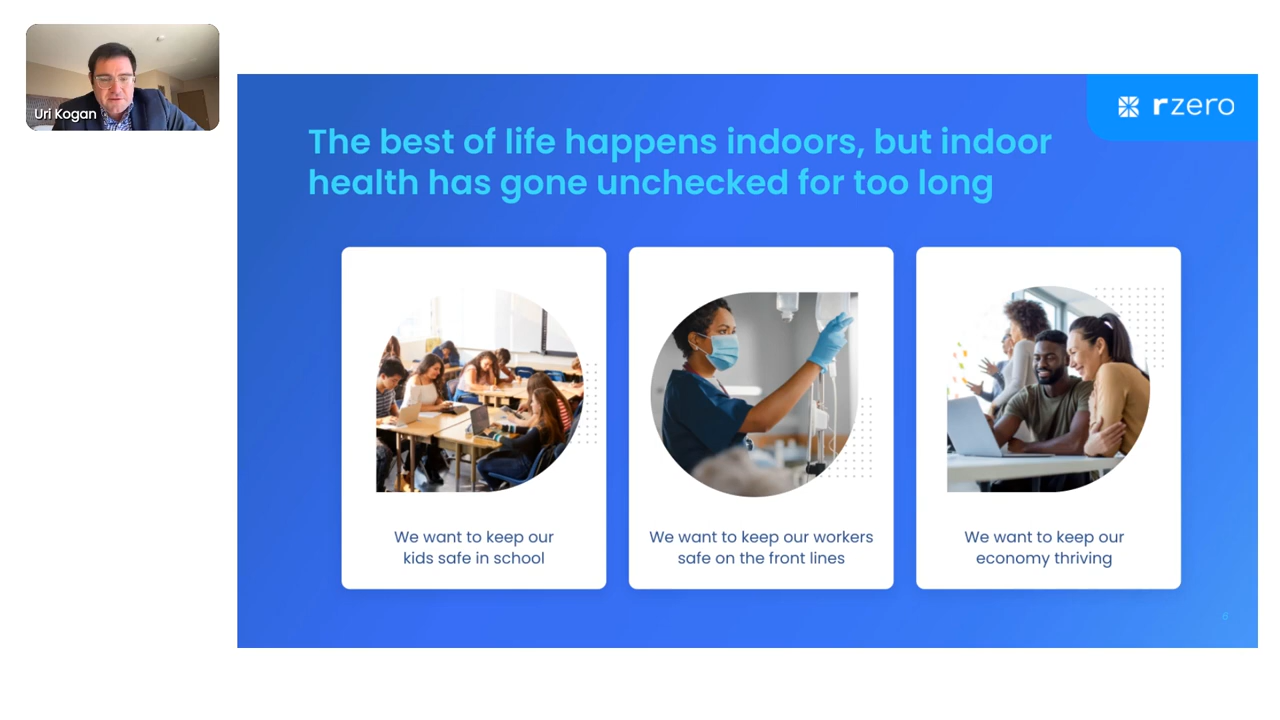 Uri Kogan
rzero
The best of life happens indoors, but indoor
health has gone unchecked for too long
We want to keep our
kids safe in school
We want to keep our workers
safe on the front lines
We want to keep our
economy thriving
6